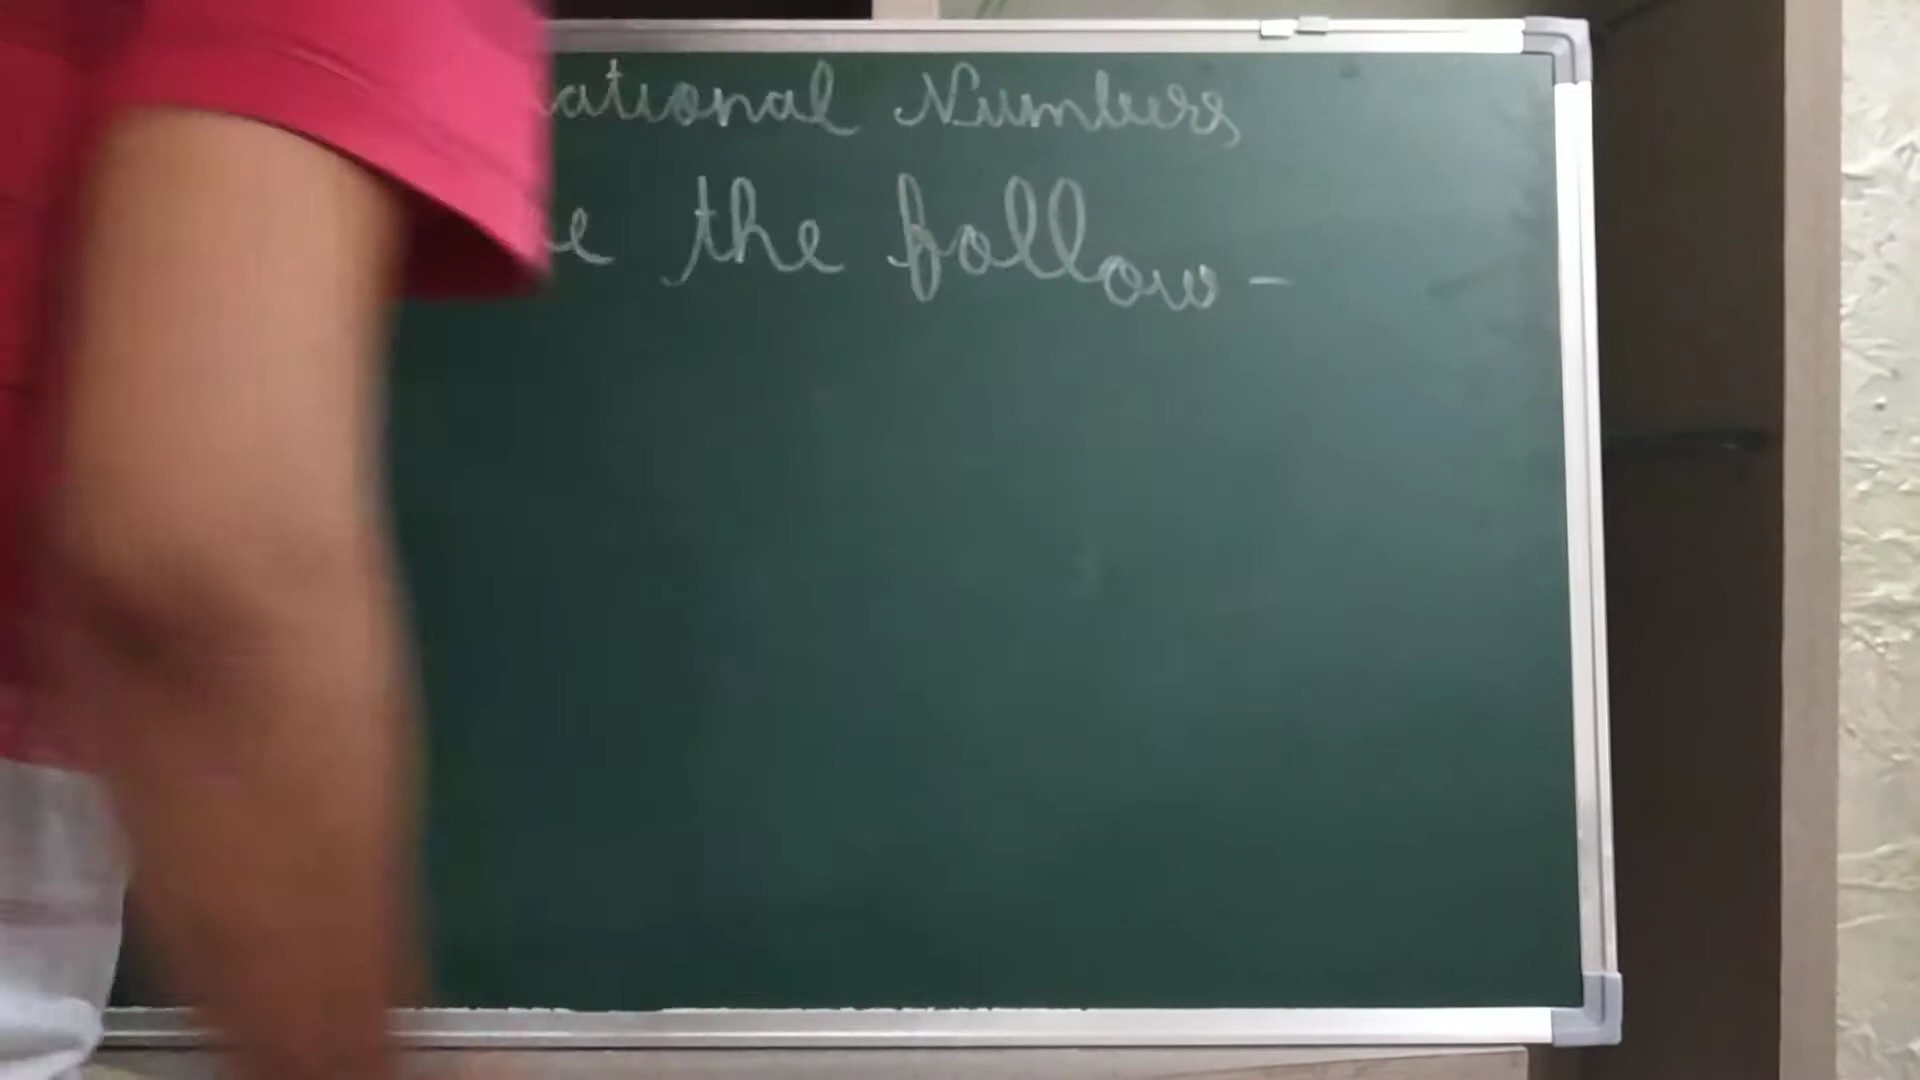 ational Numbers
e the follow-